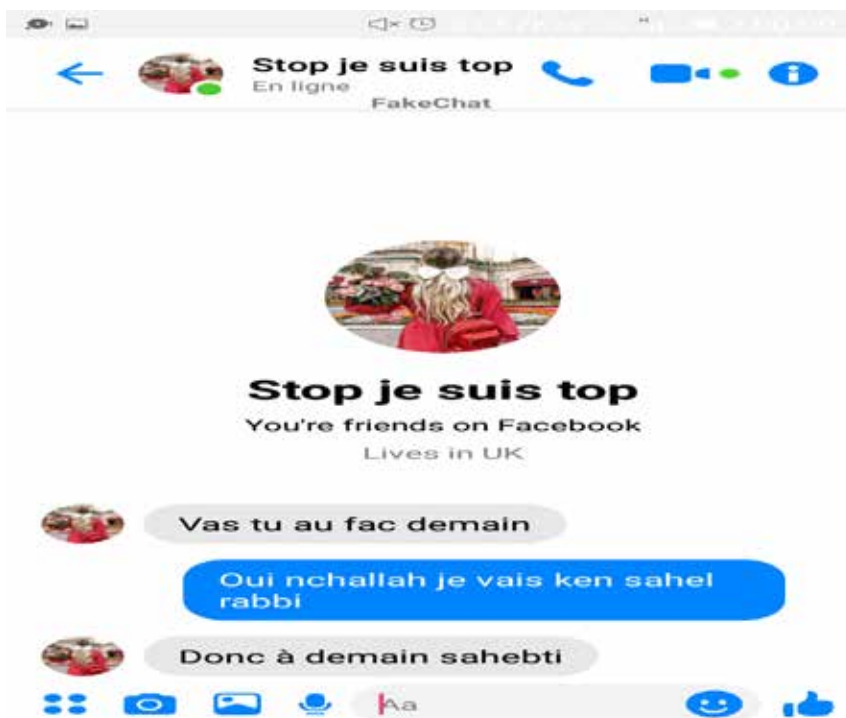 Stop je suis top
En ligne
FakeChat
Stop je suis top
You're friends on Facebook
Lives in UK
Vas tu au fac demain
Oui nchallah je vais ken sahel
rabbi
Donc à demain sahebti
Aa